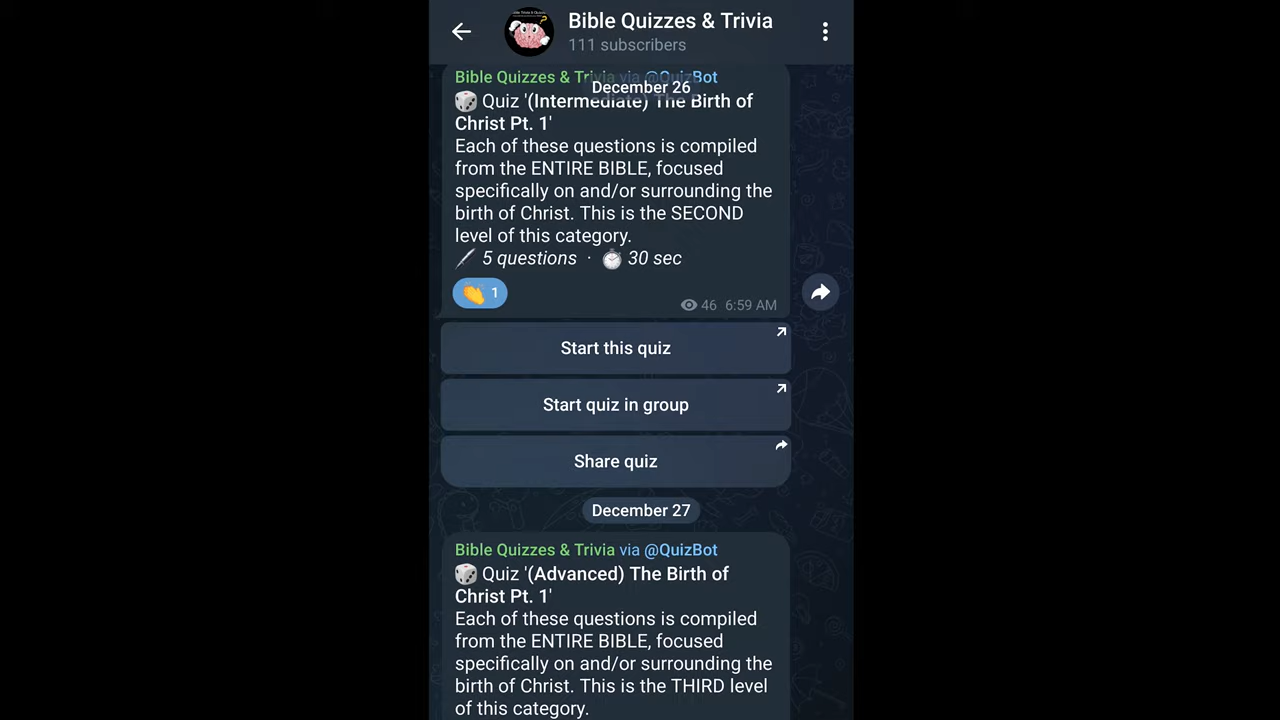 Bible Quizzes & Trivia
111 subscribers
Bible Quizzes & Trivia via @QuizBot
December 26
Quiz '(Intermediate) The Birth of
Christ Pt. 1'
Each of these questions is compiled
from the ENTIRE BIBLE, focused
specifically on and/or surrounding the
birth of Christ. This is the SECOND
level of this category.
5 questions · 30 sec
1
46 6:59 AM
Start this quiz
Start quiz in group
Share quiz
December 27
Bible Quizzes & Trivia via @QuizBot
Quiz '(Advanced) The Birth of
Christ Pt. 1'
Each of these questions is compiled
from the ENTIRE BIBLE, focused
specifically on and/or surrounding the
birth of Christ. This is the THIRD level
of this category.